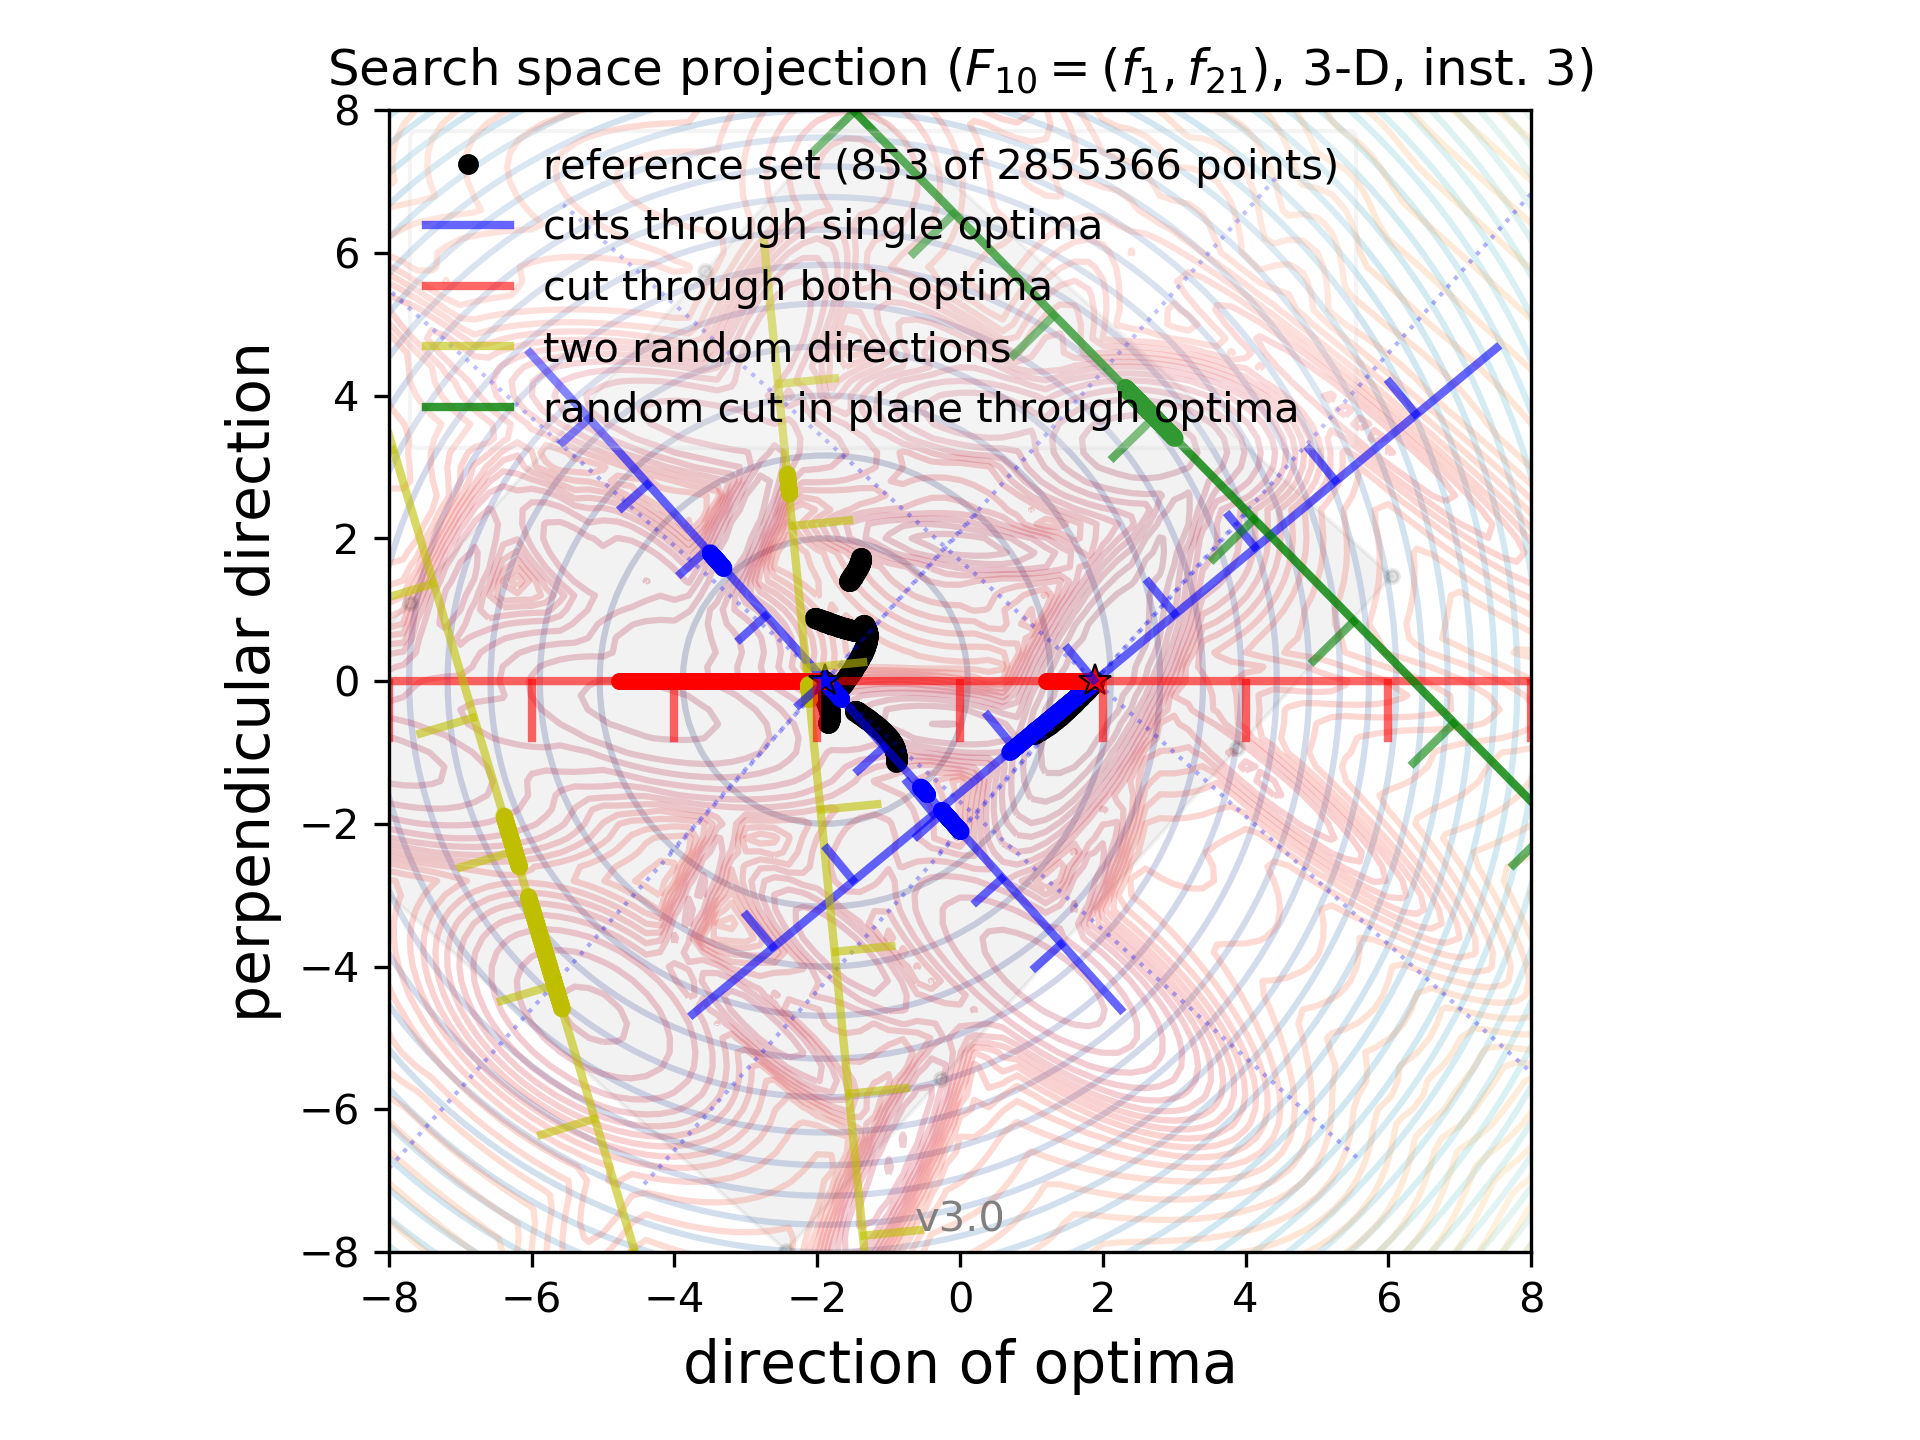 Search space projection (F10 = (f1, f21), 3-D, inst. 3)
8
6
4
2
0
−2
−4
−6
−8
perpendicular direction
reference set (853 of 2855366 points)
cuts through single optima
cut through both optima
two random directions
random cut in plane through optima
v3.0
−8 −6 −4 −2 0 2 4 6 8
direction of optima